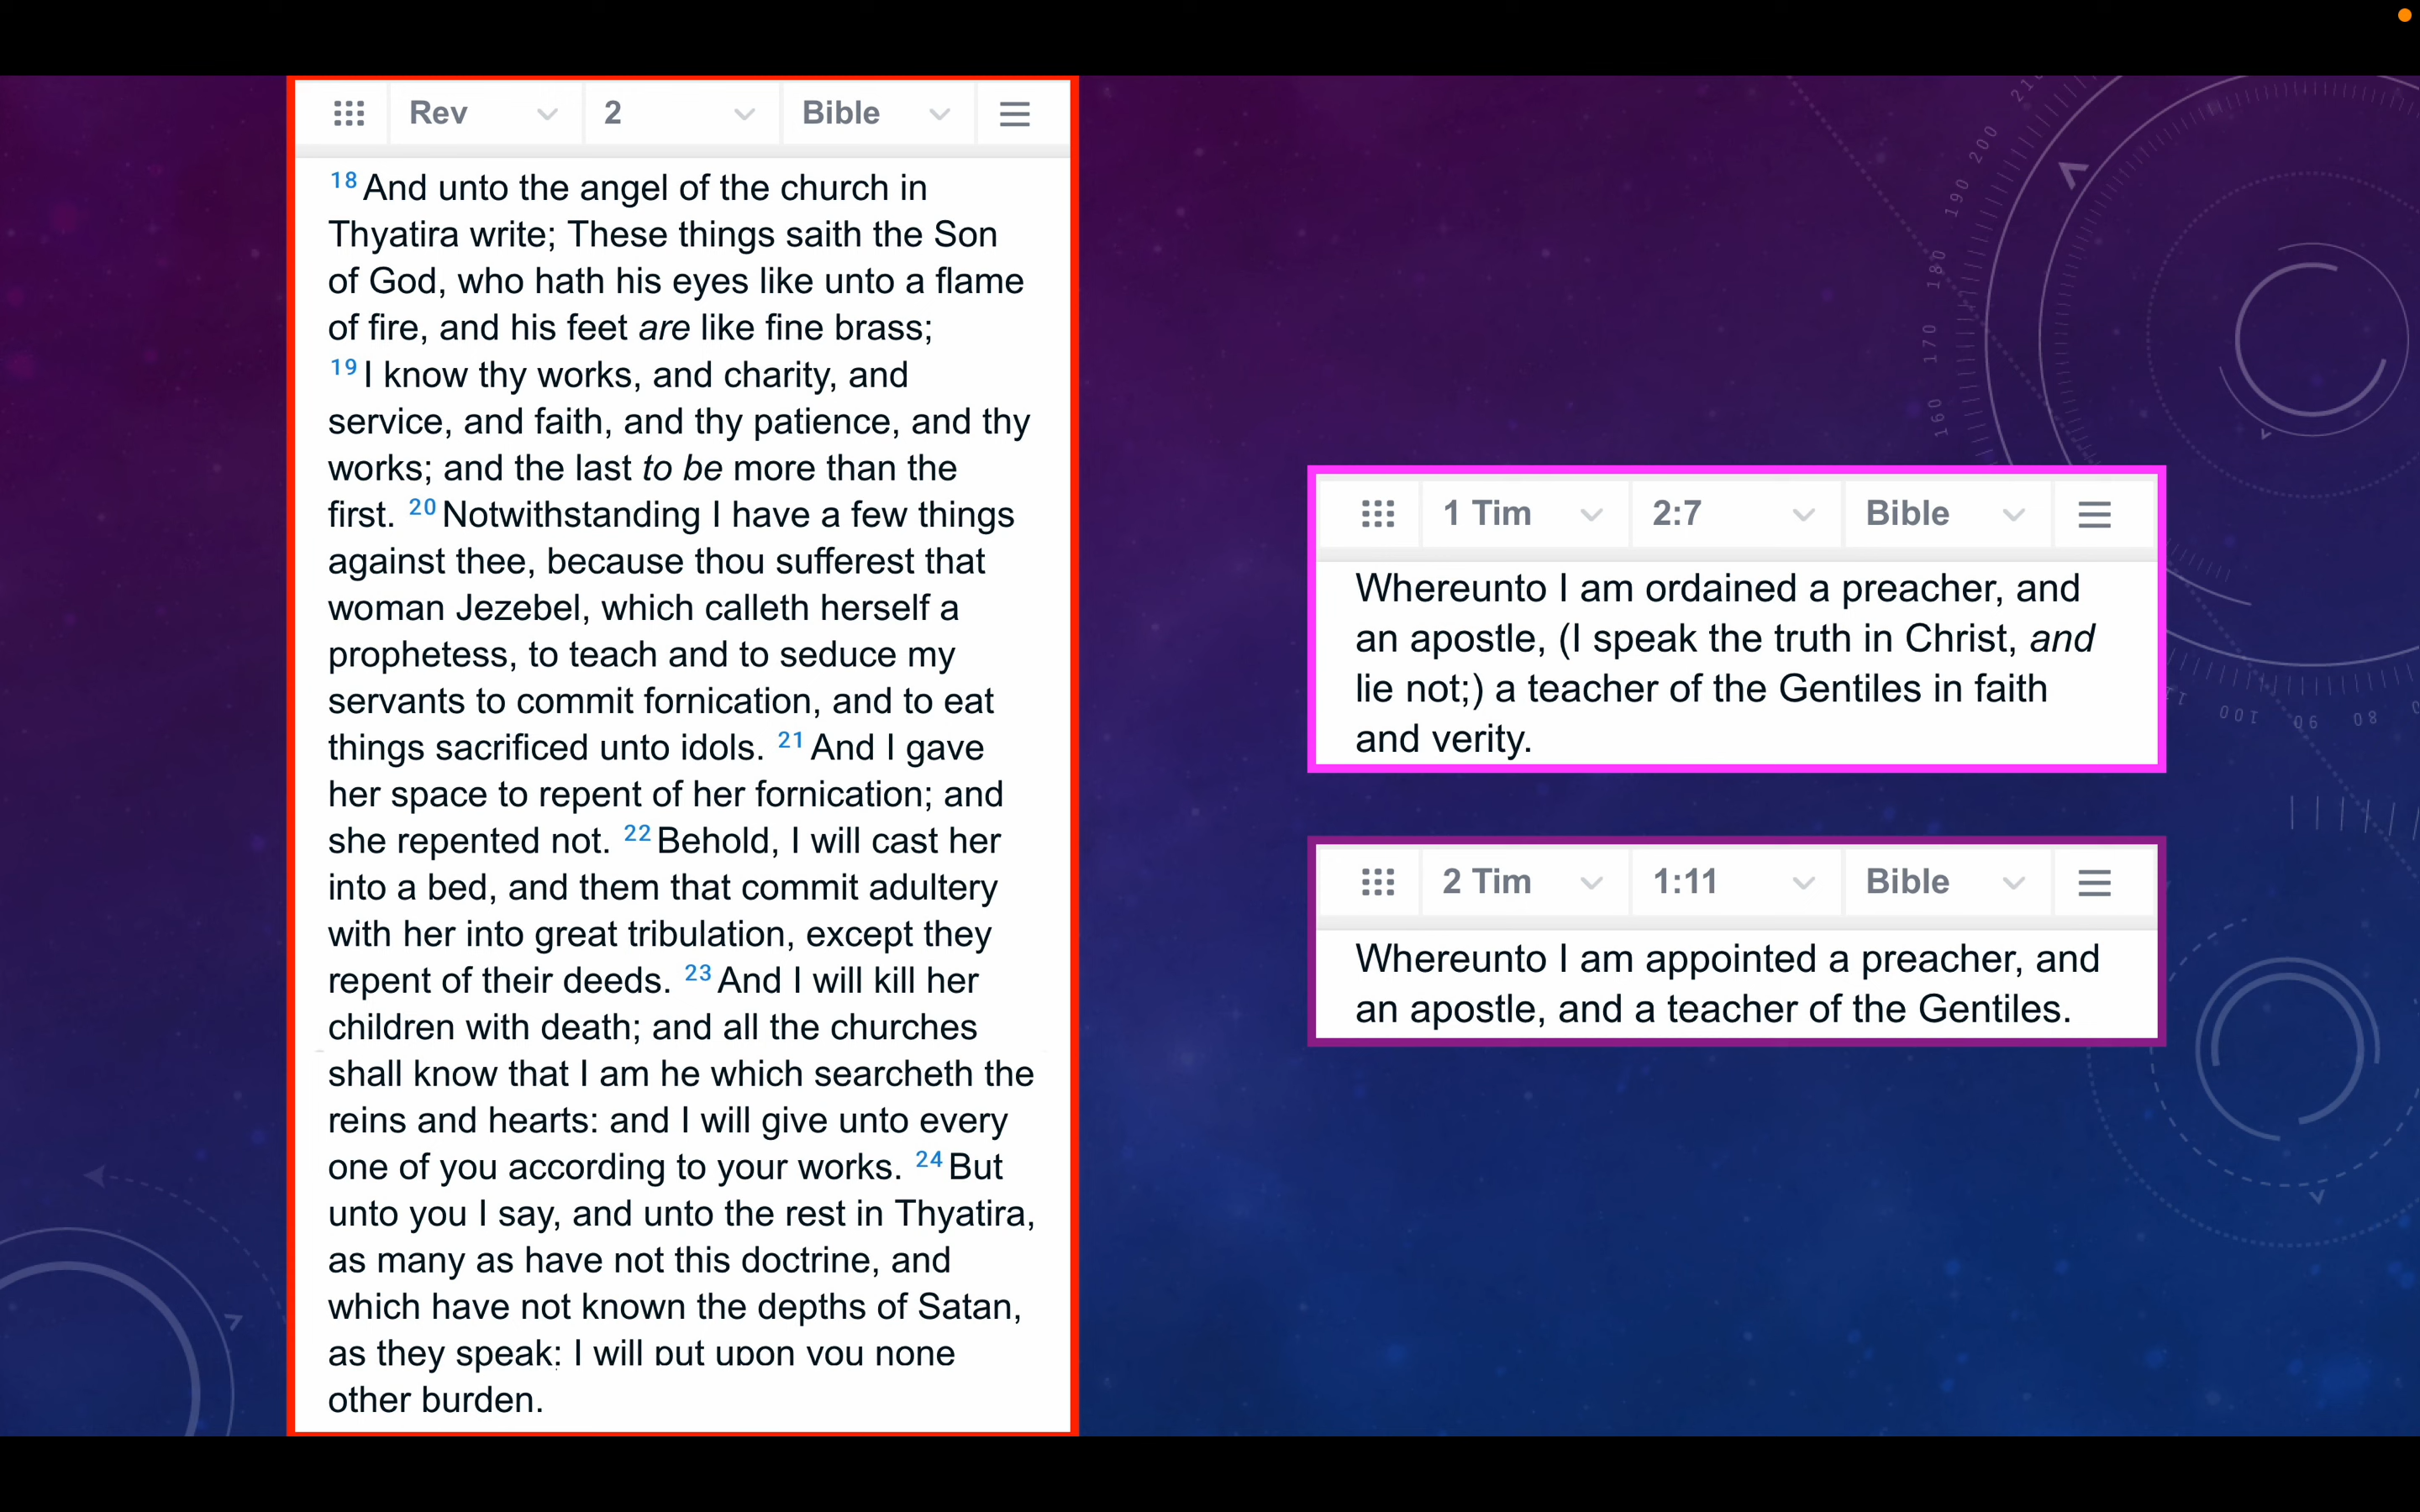 Rev 2 Bible
18 And unto the angel of the church in
Thyatira write; These things saith the Son
of God, who hath his eyes like unto a flame
of fire, and his feet are like fine brass;
19 I know thy works, and charity, and
service, and faith, and thy patience, and thy
works; and the last to be more than the
first. 20 Notwithstanding I have a few things
against thee, because thou sufferest that
woman Jezebel, which calleth herself a
prophetess, to teach and to seduce my
servants to commit fornication, and to eat
things sacrificed unto idols. 21 And I gave
her space to repent of her fornication; and
she repented not. 22 Behold, I will cast her
into a bed, and them that commit adultery
with her into great tribulation, except they
repent of their deeds. 23 And I will kill her
children with death; and all the churches
shall know that I am he which searcheth the
reins and hearts: and I will give unto every
one of you according to your works. 24 But
unto you I say, and unto the rest in Thyatira,
as many as have not this doctrine, and
which have not known the depths of Satan,
as they speak; I will put upon you none
other burden.
1 Tim 2:7 Bible
Whereunto I am ordained a preacher, and
an apostle, (I speak the truth in Christ, and
lie not;) a teacher of the Gentiles in faith
and verity.
2 Tim 1:11 Bible
Whereunto I am appointed a preacher, and
an apostle, and a teacher of the Gentiles.
200
190
180
170
160
100
90
80